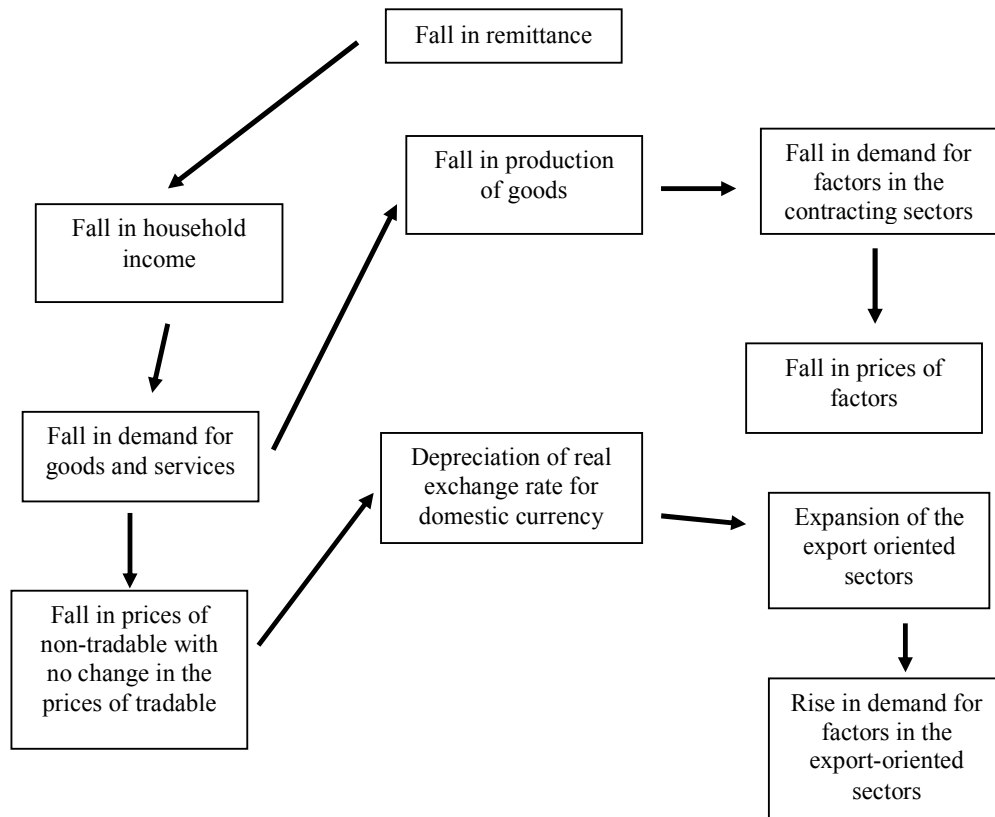 Fall in remittance
Fall in household
income
Fall in demand for
goods and services
Fall in prices of
non-tradable with
no change in the
prices of tradable
Fall in production
of goods
Fall in demand for
factors in the
contracting sectors
Fall in prices of
factors
Depreciation of real
exchange rate for
domestic currency
Expansion of the
export oriented
sectors
Rise in demand for
factors in the
export-oriented
sectors